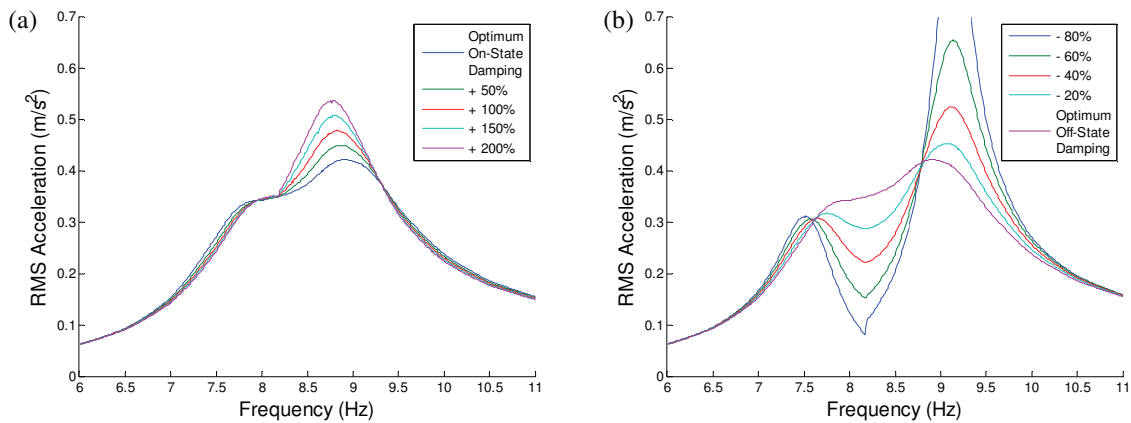 (a)
0.7
0.6
0.5
0.4
0.3
0.2
0.1
0
RMS Acceleration (m/s²)
6 6.5 7 7.5 8 8.5 9 9.5 10 10.5 11
Frequency (Hz)
Optimum
On-State
Damping
+ 50%
+ 100%
+ 150%
+ 200%
(b)
0.7
0.6
0.5
0.4
0.3
0.2
0.1
0
RMS Acceleration (m/s²)
6 6.5 7 7.5 8 8.5 9 9.5 10 10.5 11
Frequency (Hz)
- 80%
- 60%
- 40%
- 20%
Optimum
Off-State
Damping